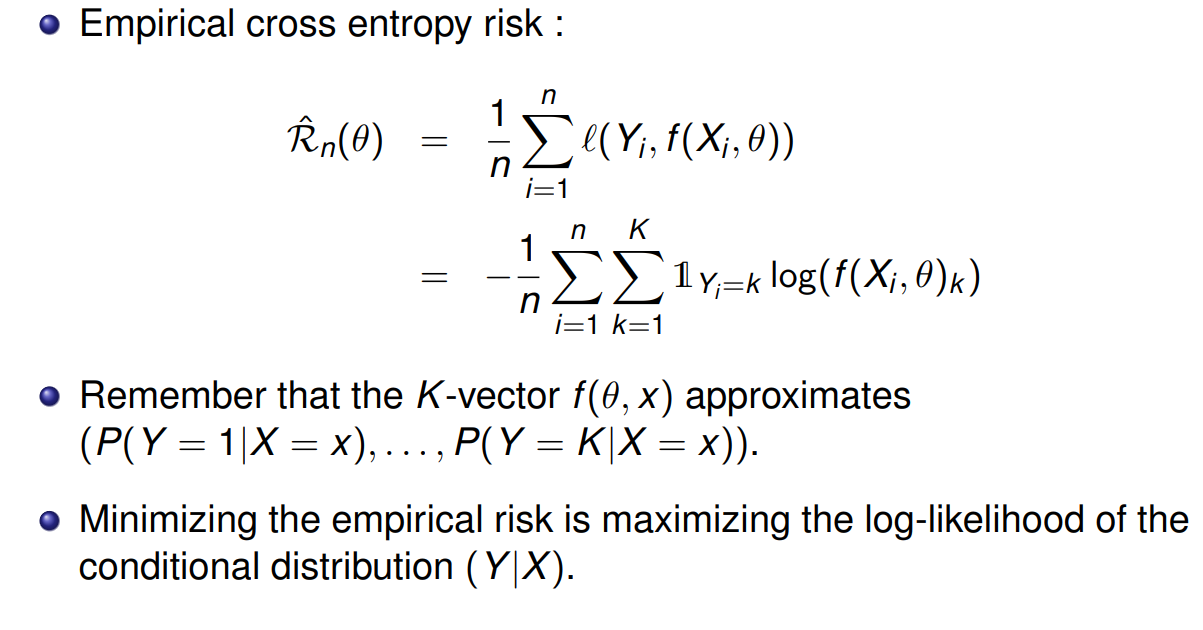 Empirical cross entropy risk :
$\hat{\mathcal{R}}_n(\theta) = \frac{1}{n} \sum_{i=1}^{n} \ell(Y_i, f(X_i, \theta))$
$= -\frac{1}{n} \sum_{i=1}^{n} \sum_{k=1}^{K} \mathbb{1}_{Y_i=k} \log(f(X_i, \theta)_k)$
Remember that the K-vector f(θ, x) approximates
(P(Y = 1|X = x), . . . , P(Y = K|X = x)).
Minimizing the empirical risk is maximizing the log-likelihood of the
conditional distribution (Y|X).